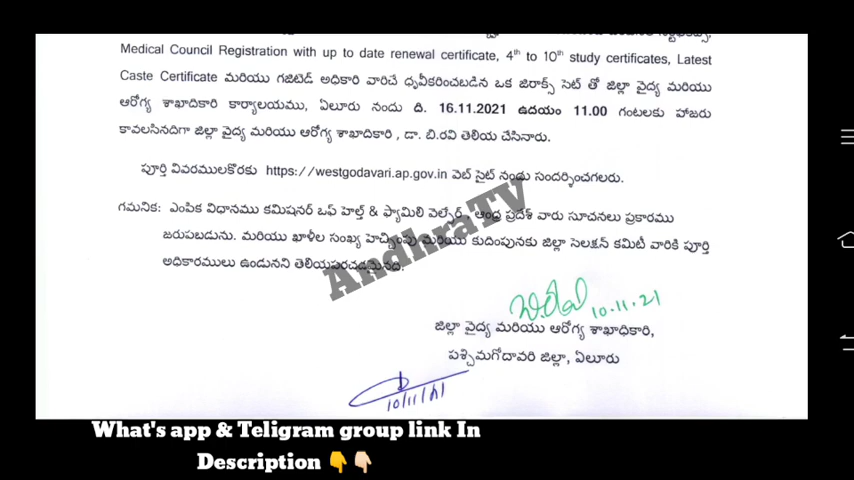 Medical Council Registration with up to date renewal certificate, 4th to 10th study certificates, Latest
Caste Certificate మరియు గజిటెడ్ అధికారి వారిచే ధృవీకరించబడిన ఒక జిరాక్స్ సెట్ తో జిల్లా వైద్య మరియు
ఆరోగ్య శాఖాదికారి కార్యాలయము, ఏలూరు నందు ది. 16.11.2021 ఉదయం 11.00 గంటలకు హాజరు
కావలసినదిగా జిల్లా వైద్య మరియు ఆరోగ్య శాఖాదికారి , డా. బి.రవి తెలియ చేసినారు.
పూర్తి వివరములకొరకు https://westgodavari.ap.gov.in వెబ్ సైట్ నందు సందర్శించగలరు.
గమనిక: ఎంపిక విధానము కమిషనర్ ఒఫ్ హెల్త్ & ఫ్యామిలి వెల్ఫేర్ , ఆంధ్ర ప్రదేశ్ వారు సూచనలు ప్రకారము
జరుపబడును. మరియు ఖాళీల సంఖ్య హెచ్చింపు మరియు కుదింపునకు జిల్లా సెలక్షన్ కమిటీ వారికి పూర్తి
అధికారములు ఉండునని తెలియపరచడమైనది.
AndhraTV
10.11.21
జిల్లా వైద్య మరియు ఆరోగ్య శాఖాధికారి,
పశ్చిమగోదావరి జిల్లా, ఏలూరు
10/11/21
What's app & Teligram group link In
Description 👇👇🏻